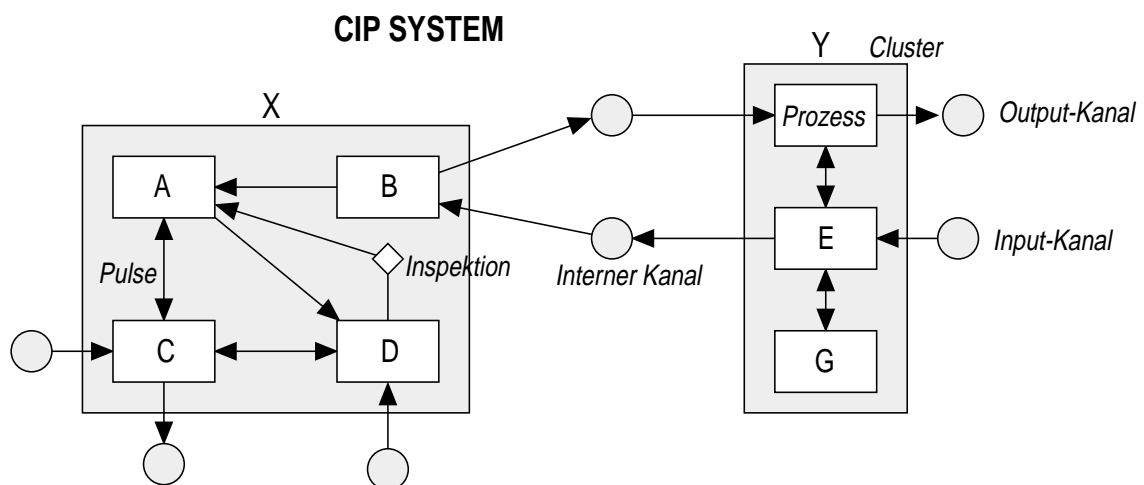 CIP SYSTEM
Y
Cluster
X
Prozess
Output-Kanal
A
B
E
Input-Kanal
Pulse
Inspektion
Interner Kanal
C
D
G